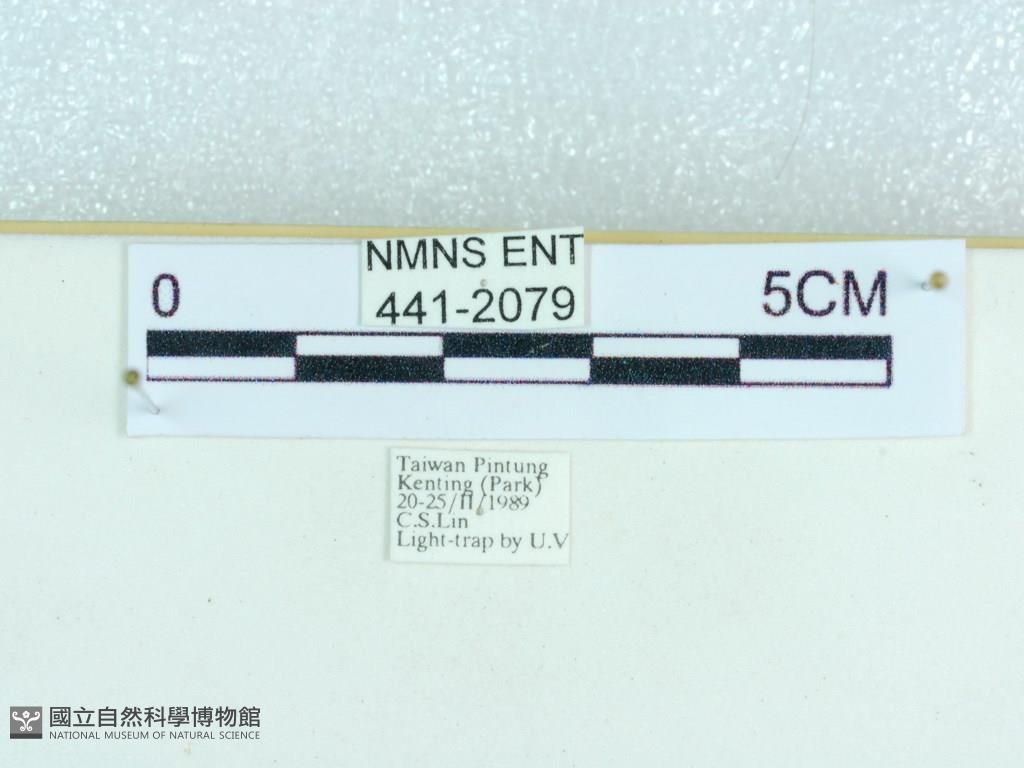 NMNS ENT
441-2079
0 5CM
Taiwan Pintung
Kenting (Park)
20-25/II/1989
C.S.Lin
Light-trap by U.V
國立自然科學博物館
NATIONAL MUSEUM OF NATURAL SCIENCE